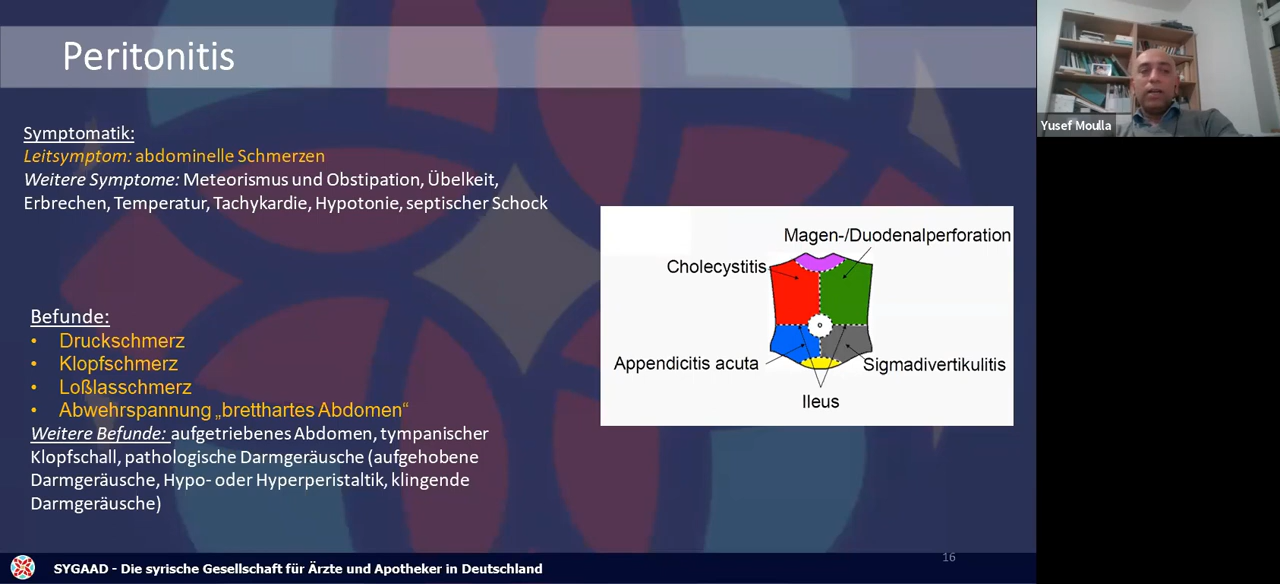 Peritonitis
Symptomatik:
Leitsymptom: abdominelle Schmerzen
Weitere Symptome: Meteorismus und Obstipation, Übelkeit,
Erbrechen, Temperatur, Tachykardie, Hypotonie, septischer Schock
Befunde:
• Druckschmerz
• Klopfschmerz
• Loßlasschmerz
• Abwehrspannung „bretthartes Abdomen“
Weitere Befunde: aufgetriebenes Abdomen, tympanischer
Klopfschall, pathologische Darmgeräusche (aufgehobene
Darmgeräusche, Hypo- oder Hyperperistaltik, klingende
Darmgeräusche)
Magen-/Duodenalperforation
Cholecystitis
Appendicitis acuta
Sigmadivertikulitis
Ileus
16
SYGAAD - Die syrische Gesellschaft für Ärzte und Apotheker in Deutschland
Yusef Moulla